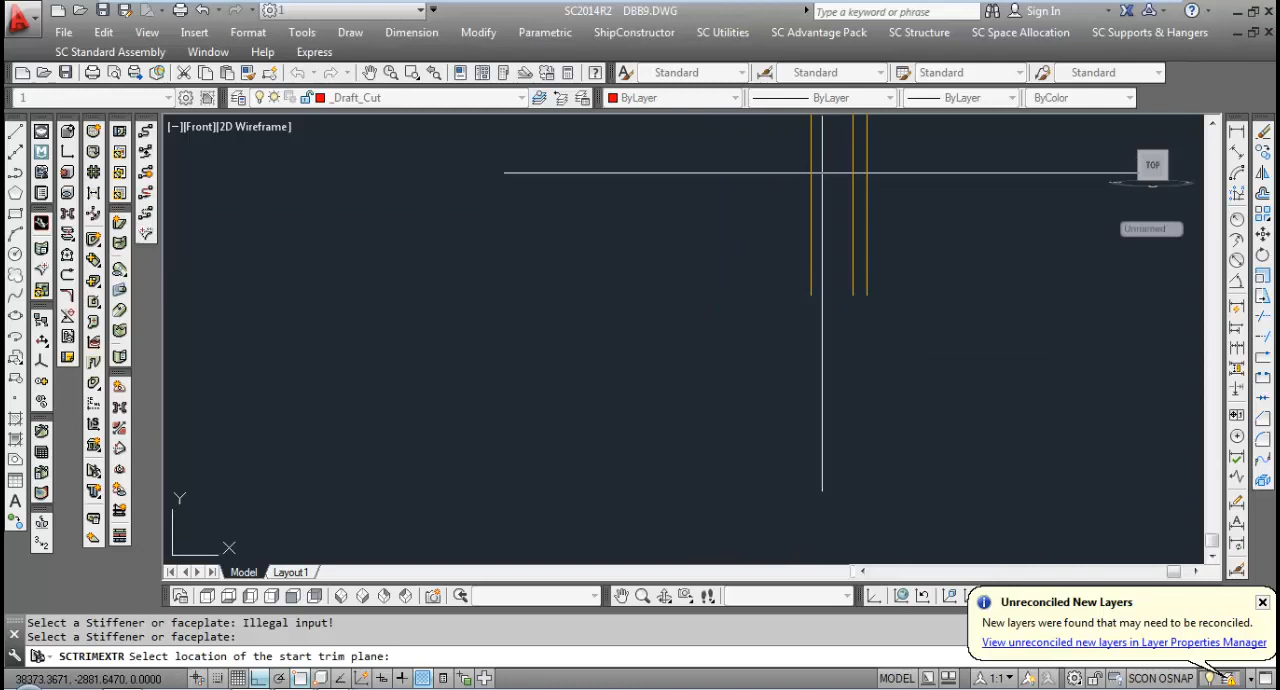 1
SC2014R2 DBB9.DWG
Type a keyword or phrase
Sign In
File Edit View Insert Format Tools Draw Dimension Modify Parametric ShipConstructor SC Utilities SC Advantage Pack SC Structure SC Space Allocation SC Supports & Hangers
SC Standard Assembly Window Help Express
Standard Standard Standard Standard
1 _Draft_Cut ByLayer ByLayer ByLayer ByColor
[−][Front][2D Wireframe]
TOP
Unnamed
Y
X
Model Layout1
Unreconciled New Layers
New layers were found that may need to be reconciled.
View unreconciled new layers in Layer Properties Manager
Select a Stiffener or faceplate: Illegal input!
Select a Stiffener or faceplate:
SCTRIMEXTR Select location of the start trim plane:
38373.3671, -2881.6470, 0.0000
MODEL
1:1
SCON OSNAP